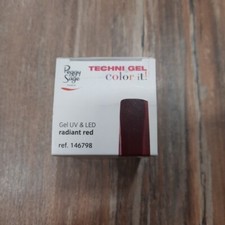 Peggy Sage
TECHNI GEL
color it!
Gel UV & LED
radiant red
ref. 146798